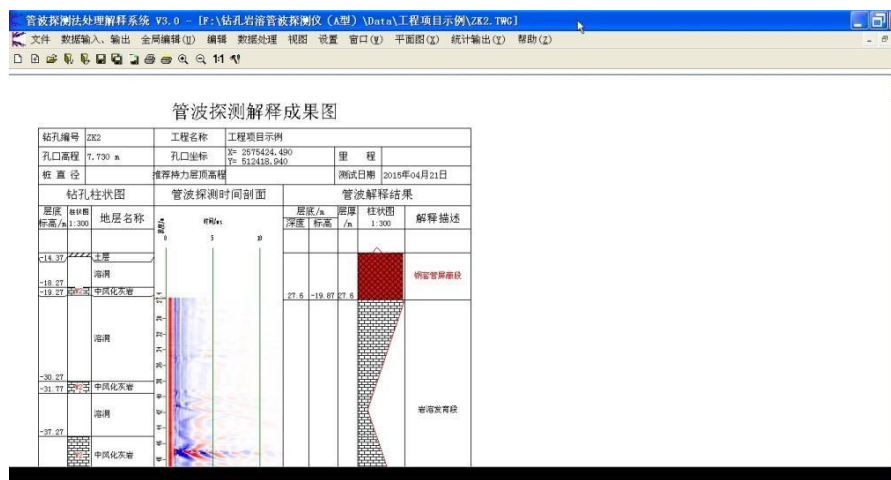 管波探测法处理解释系统 V3.0 - [F:\钻孔岩溶管波探测仪（A型）\Data\工程项目示例\ZK2.TWG]
文件 数据输入、输出 全局编辑(U) 编辑 数据处理 视图 设置 窗口(W) 平面图(X) 统计输出(Y) 帮助(Z)
1:1
管波探测解释成果图
钻孔编号 ZK2 工程名称 工程项目示例
孔口高程 7.730 m 孔口坐标 X= 2575424.490 Y= 512418.940 里 程
桩 直 径 推荐持力层顶高程 测试日期 2015年04月21日
钻孔柱状图 管波探测时间剖面 管波解释结果
层底标高/m 柱状图 1:300 地层名称 深度/m 时间/ms 层底/m 深度 标高 层厚/m 柱状图 1:300 解释描述
0 5 10
-14.37 土层
溶洞 钢套管屏蔽段
-18.27
-19.27 中风化灰岩 27.6 -19.87 27.6
溶洞
-30.27
-31.77 中风化灰岩
溶洞 岩溶发育段
-37.27
中风化灰岩